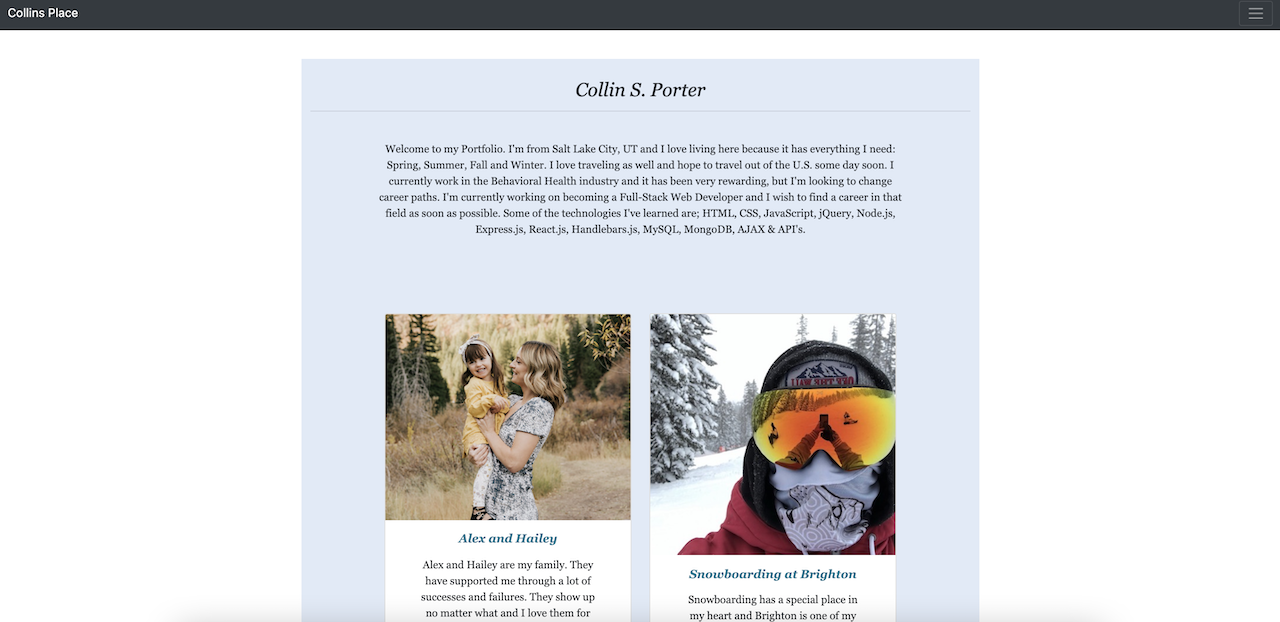 Collins Place
Collin S. Porter
Welcome to my Portfolio. I'm from Salt Lake City, UT and I love living here because it has everything I need:
Spring, Summer, Fall and Winter. I love traveling as well and hope to travel out of the U.S. some day soon. I
currently work in the Behavioral Health industry and it has been very rewarding, but I'm looking to change
career paths. I'm currently working on becoming a Full-Stack Web Developer and I wish to find a career in that
field as soon as possible. Some of the technologies I've learned are; HTML, CSS, JavaScript, jQuery, Node.js,
Express.js, React.js, Handlebars.js, MySQL, MongoDB, AJAX & API's.
Alex and Hailey
Alex and Hailey are my family. They
have supported me through a lot of
successes and failures. They show up
no matter what and I love them for
Snowboarding at Brighton
Snowboarding has a special place in
my heart and Brighton is one of my